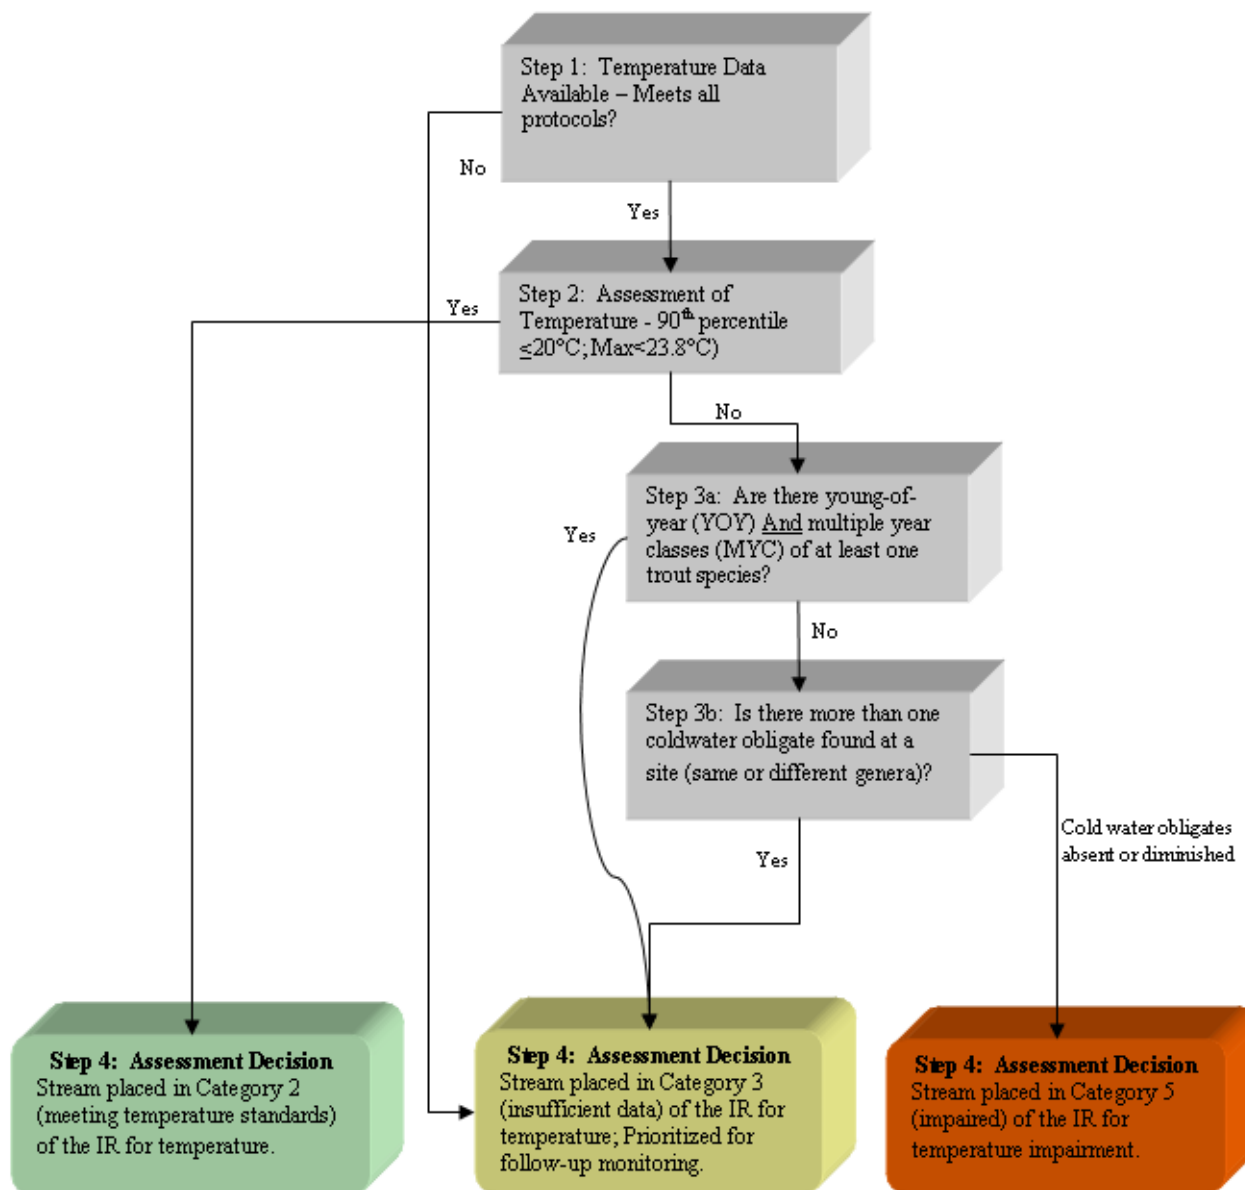 Step 1: Temperature Data
Available – Meets all
protocols?
No
Yes
Step 2: Assessment of
Temperature - 90th percentile
≤20°C; Max<23.8°C)
Yes
No
Step 3a: Are there young-of-
year (YOY) And multiple year
classes (MYC) of at least one
trout species?
Yes
No
Step 3b: Is there more than one
coldwater obligate found at a
site (same or different genera)?
Yes
Cold water obligates
absent or diminished
Step 4: Assessment Decision
Stream placed in Category 2
(meeting temperature standards)
of the IR for temperature.
Step 4: Assessment Decision
Stream placed in Category 3
(insufficient data) of the IR for
temperature; Prioritized for
follow-up monitoring.
Step 4: Assessment Decision
Stream placed in Category 5
(impaired) of the IR for
temperature impairment.